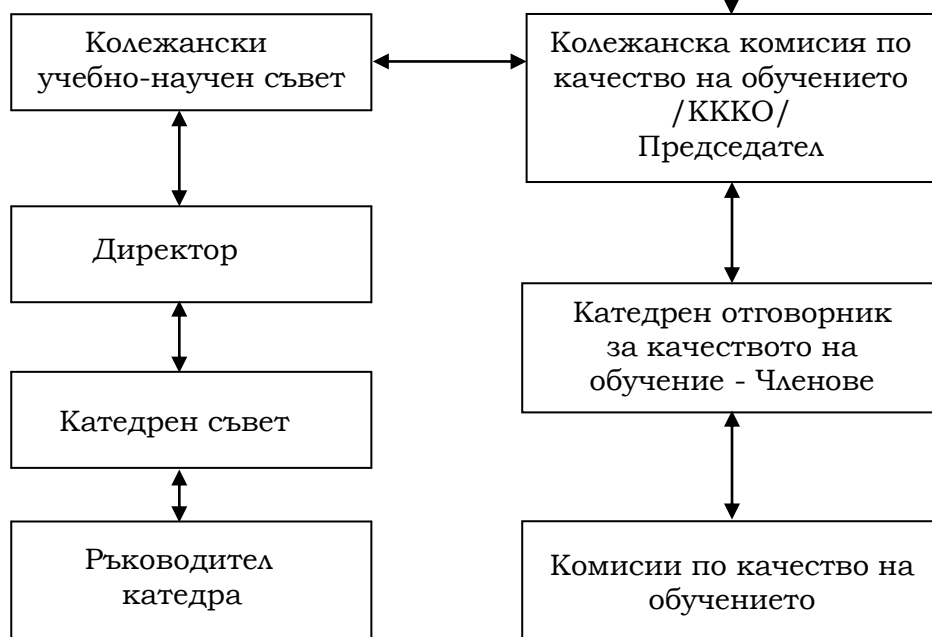 Колежански
учебно-научен съвет
Колежанска комисия по
качество на обучението
/ККKО/
Председател
Директор
Катедрен отговорник
за качеството на
обучение - Членове
Катедрен съвет
Ръководител
катедра
Комисии по качество на
обучението